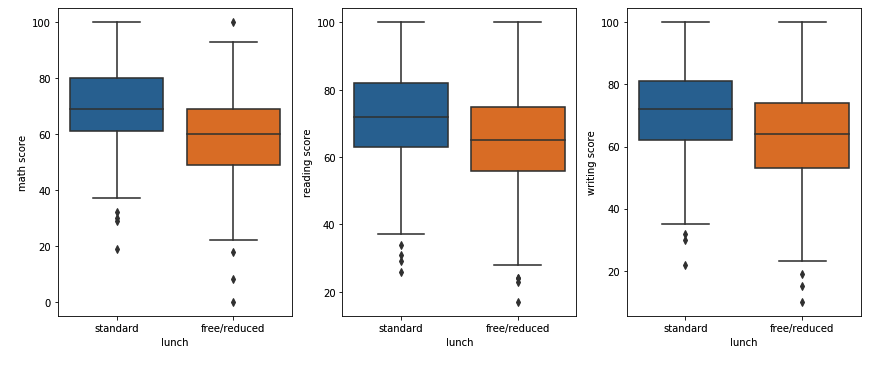 math score
100
80
60
40
20
0
standard
free/reduced
lunch
reading score
100
80
60
40
20
standard
free/reduced
lunch
writing score
100
80
60
40
20
standard
free/reduced
lunch